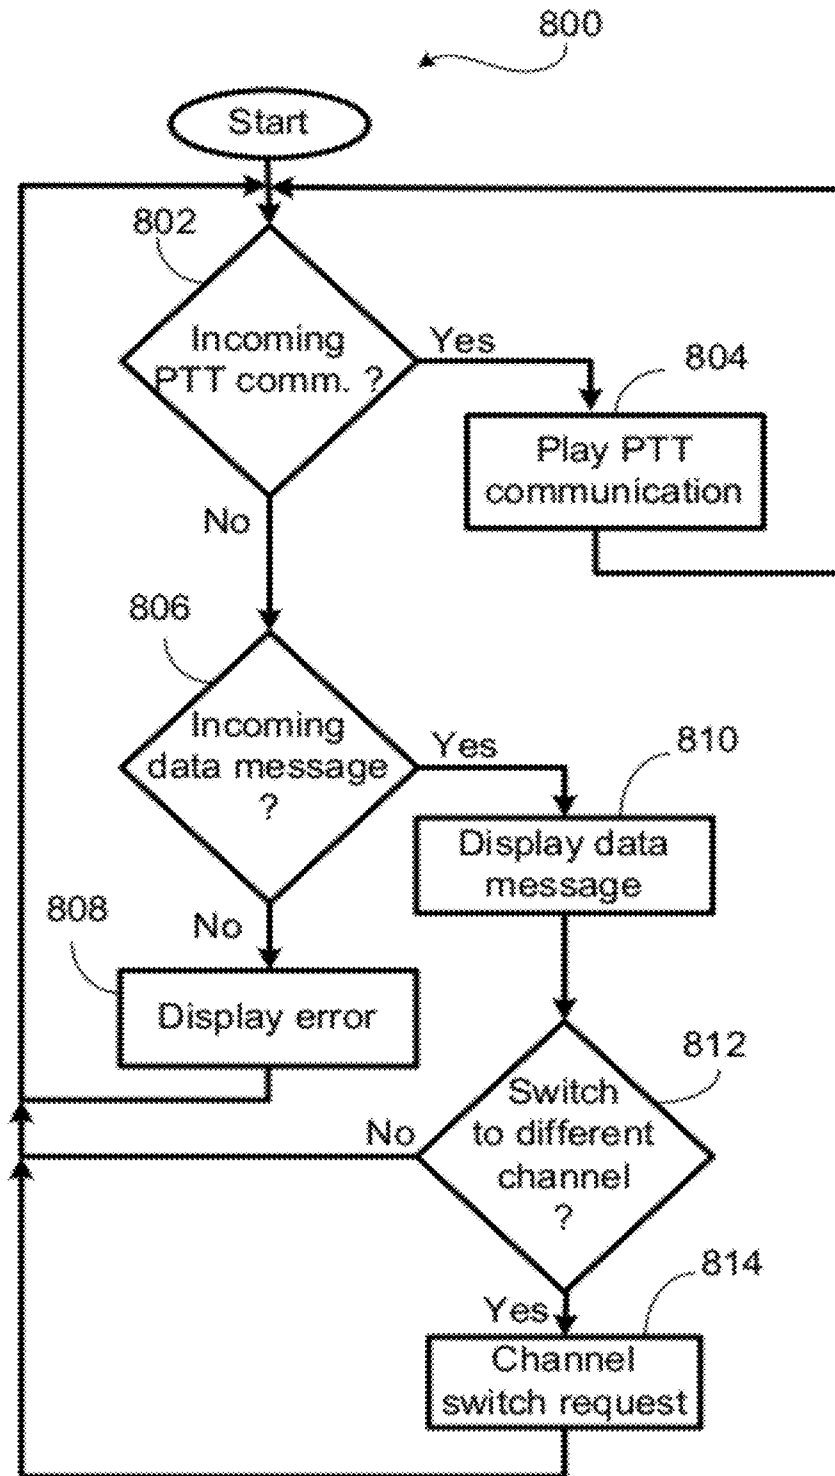 800
Start
802
Incoming
PTT comm. ?
Yes
804
Play PTT
communication
No
806
Incoming
data message
?
Yes
810
Display data
message
808
No
Display error
812
Switch
to different
channel
?
No
814
Yes
Channel
switch request